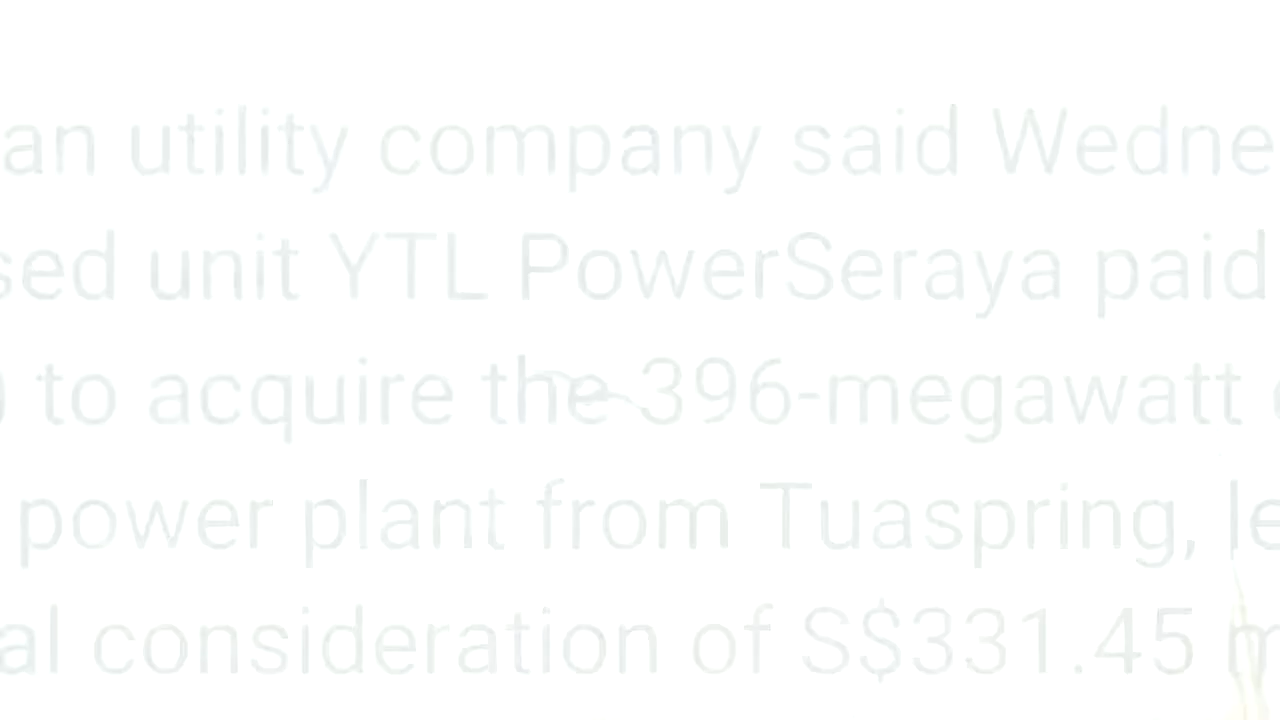 an utility company said Wedne
sed unit YTL PowerSeraya paid
) to acquire the 396-megawatt
power plant from Tuaspring, le
al consideration of S$331.45 m